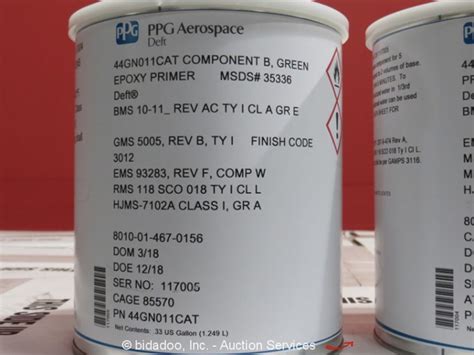 PPG
PPG Aerospace
Deft
44GN011CAT COMPONENT B, GREEN
EPOXY PRIMER MSDS# 35336
Deft®
BMS 10-11_ REV AC TY I CL A GR E
GMS 5005, REV B, TY I FINISH CODE
3012
EMS 93283, REV F, COMP W
RMS 118 SCO 018 TY I CL L
HJMS-7102A CLASS I, GR A
8010-01-467-0156
DOM 3/18
DOE 12/18
SER NO: 117005
CAGE 85570
PN 44GN011CAT
Net Contents: .33 US Gallon (1.249 L)
117005
© bidadoo, Inc. - Auction Services